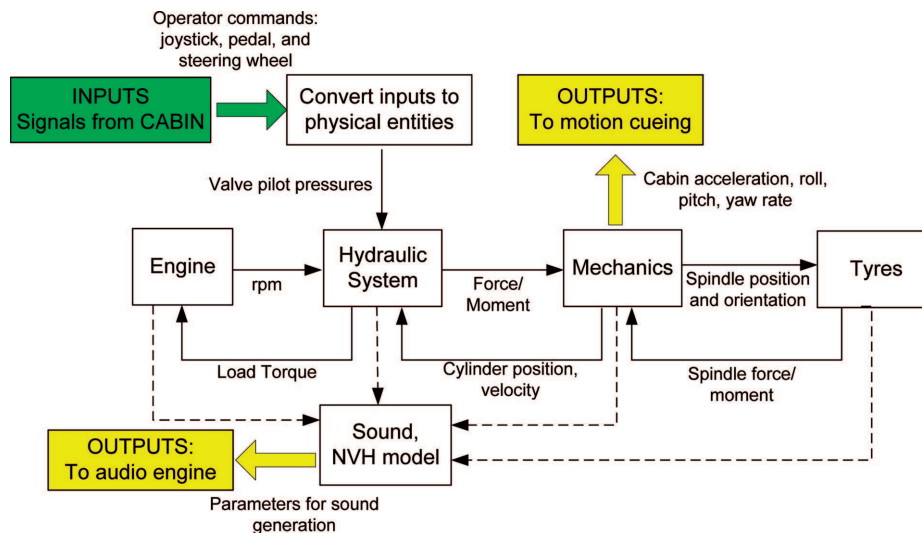 Operator commands:
joystick, pedal, and
steering wheel
INPUTS
Signals from CABIN
Convert inputs to
physical entities
OUTPUTS:
To motion cueing
Valve pilot pressures
Cabin acceleration, roll,
pitch, yaw rate
Engine
rpm
Hydraulic
System
Force/
Moment
Mechanics
Spindle position
and orientation
Tyres
Load Torque
Cylinder position,
velocity
Spindle force/
moment
Sound,
NVH model
OUTPUTS:
To audio engine
Parameters for sound
generation